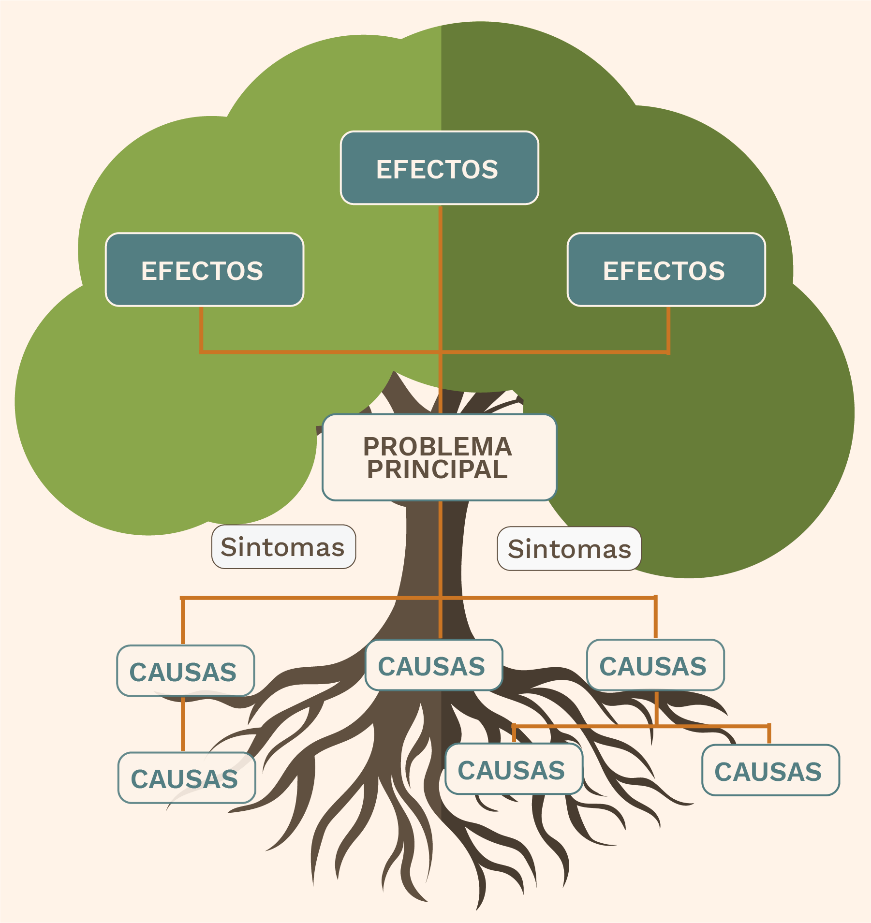 EFECTOS
EFECTOS
EFECTOS
PROBLEMA
PRINCIPAL
Sintomas
Sintomas
CAUSAS
CAUSAS
CAUSAS
CAUSAS
CAUSAS
CAUSAS